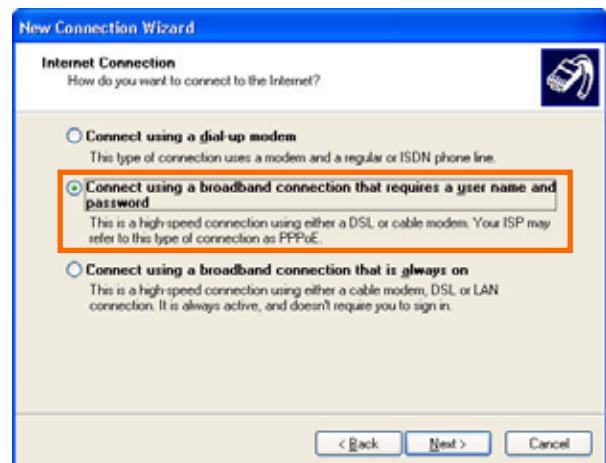 New Connection Wizard
Internet Connection
How do you want to connect to the Internet?
Connect using a dial-up modem
This type of connection uses a modem and a regular or ISDN phone line.
Connect using a broadband connection that requires a user name and
password
This is a high-speed connection using either a DSL or cable modem. Your ISP may
refer to this type of connection as PPPoE.
Connect using a broadband connection that is always on
This is a high-speed connection using either a cable modem, DSL or LAN
connection. It is always active, and doesn't require you to sign in.
< Back Next > Cancel